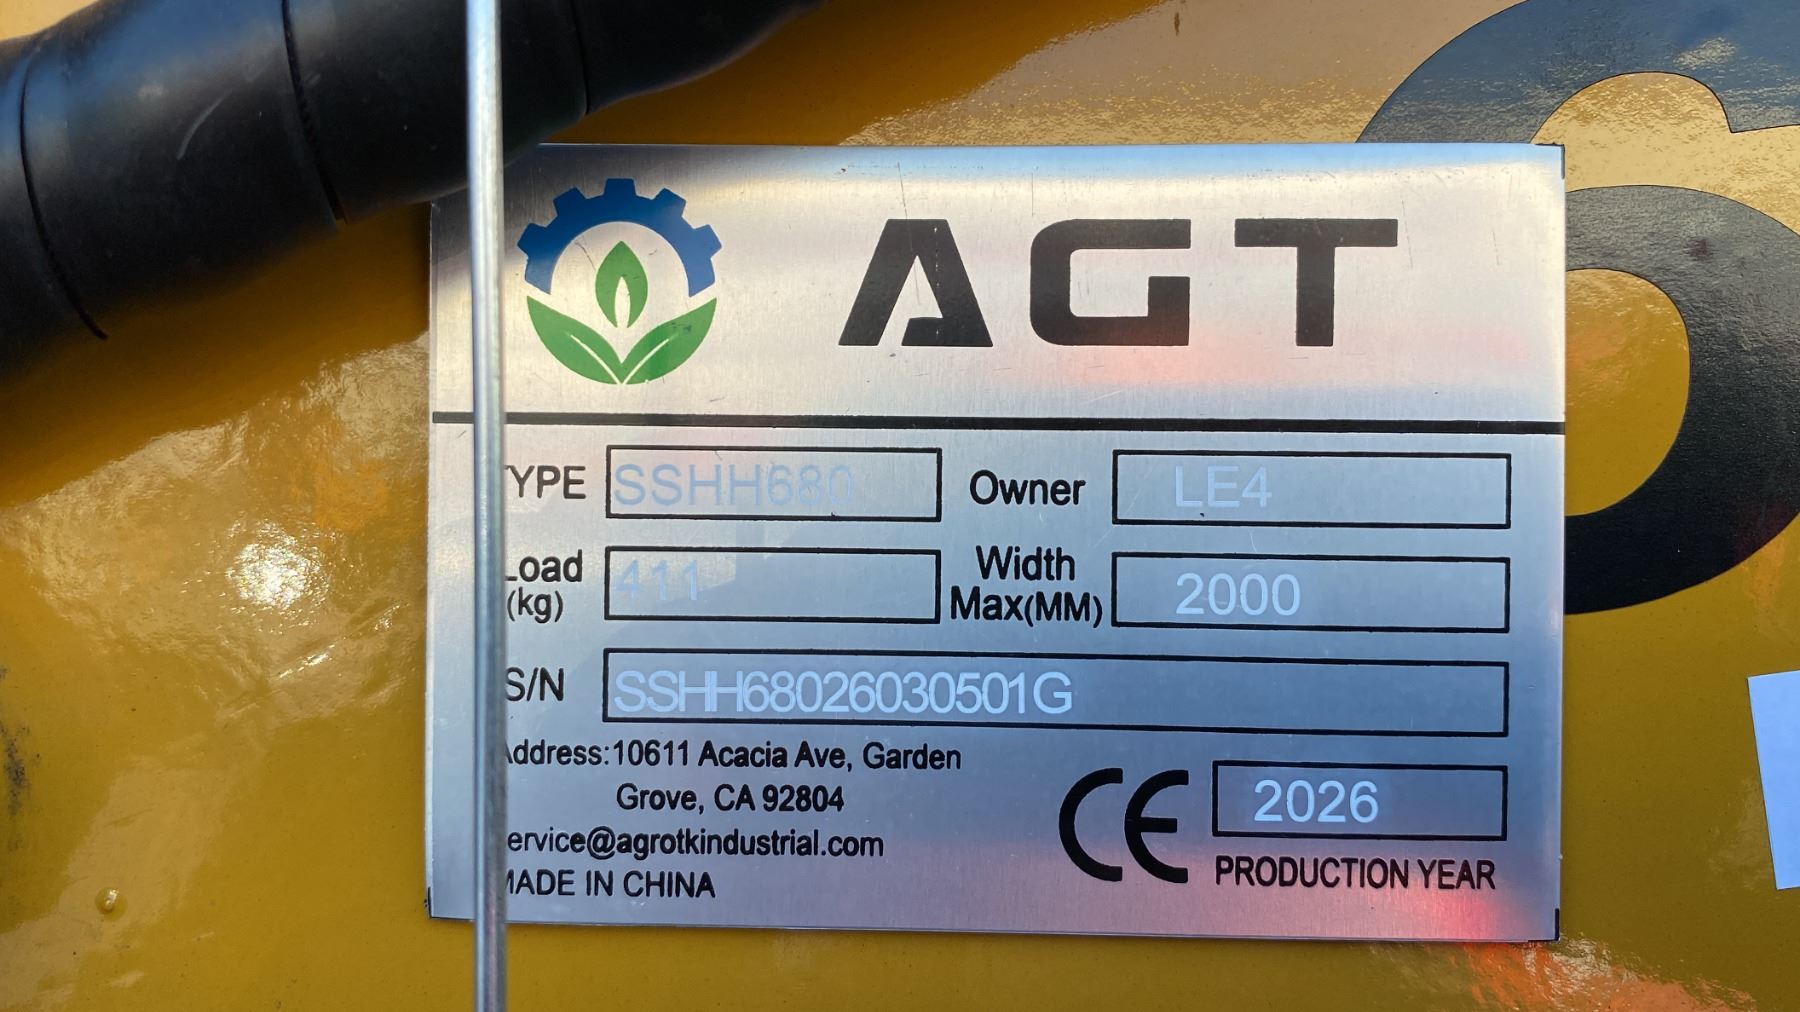 AGT
TYPE SSHH680 Owner LE4
Load (kg) 411 Width Max(MM) 2000
S/N SSHH68026030501G
Address:10611 Acacia Ave, Garden
Grove, CA 92804
ervice@agrotkindustrial.com
MADE IN CHINA
CE 2026
PRODUCTION YEAR